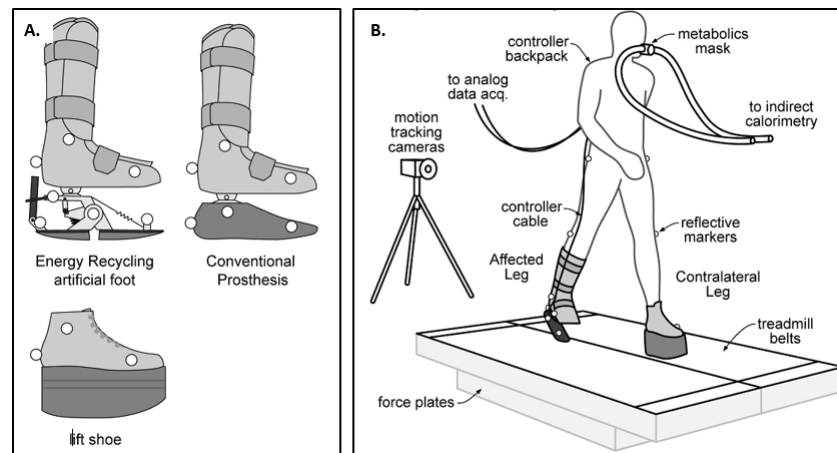 A.
Energy Recycling
artificial foot
Conventional
Prosthesis
lift shoe
B.
controller
backpack
metabolics
mask
to analog
data acq.
to indirect
calorimetry
motion
tracking
cameras
controller
cable
reflective
markers
Affected
Leg
Contralateral
Leg
treadmill
belts
force plates